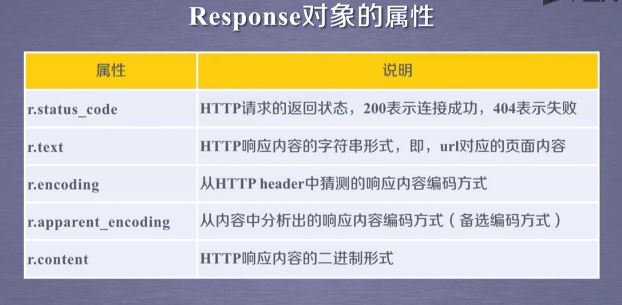 Response对象的属性
属性 说明
r.status_code HTTP请求的返回状态，200表示连接成功，404表示失败
r.text HTTP响应内容的字符串形式，即，url对应的页面内容
r.encoding 从HTTP header中猜测的响应内容编码方式
r.apparent_encoding 从内容中分析出的响应内容编码方式（备选编码方式）
r.content HTTP响应内容的二进制形式